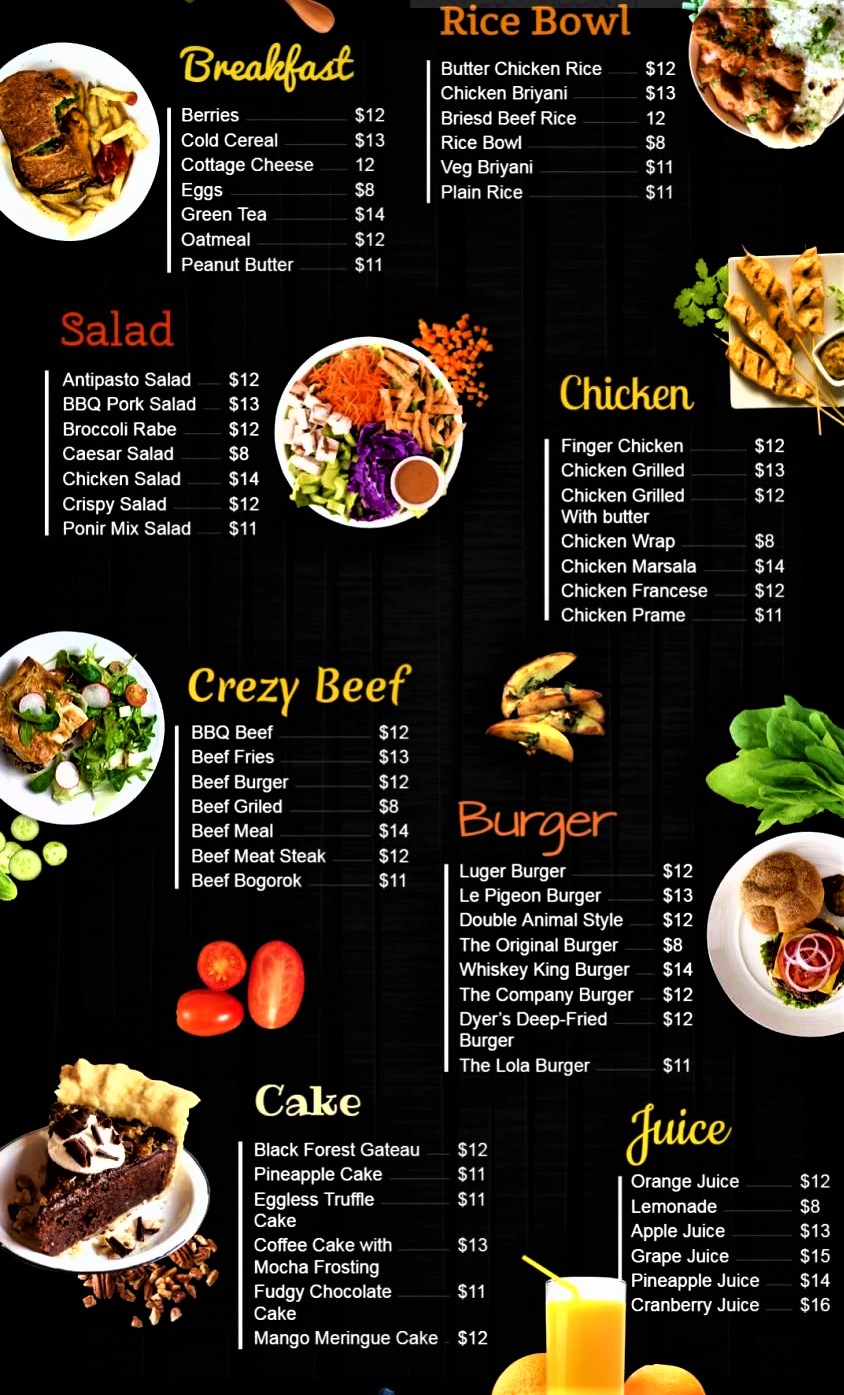 Breakfast
Berries $12
Cold Cereal $13
Cottage Cheese 12
Eggs $8
Green Tea $14
Oatmeal $12
Peanut Butter $11
Rice Bowl
Butter Chicken Rice $12
Chicken Briyani $13
Briesd Beef Rice 12
Rice Bowl $8
Veg Briyani $11
Plain Rice $11
Salad
Antipasto Salad $12
BBQ Pork Salad $13
Broccoli Rabe $12
Caesar Salad $8
Chicken Salad $14
Crispy Salad $12
Ponir Mix Salad $11
Chicken
Finger Chicken $12
Chicken Grilled $13
Chicken Grilled $12
With butter
Chicken Wrap $8
Chicken Marsala $14
Chicken Francese $12
Chicken Prame $11
Crezy Beef
BBQ Beef $12
Beef Fries $13
Beef Burger $12
Beef Griled $8
Beef Meal $14
Beef Meat Steak $12
Beef Bogorok $11
Burger
Luger Burger $12
Le Pigeon Burger $13
Double Animal Style $12
The Original Burger $8
Whiskey King Burger $14
The Company Burger $12
Dyer's Deep-Fried $12
Burger
The Lola Burger $11
Cake
Black Forest Gateau $12
Pineapple Cake $11
Eggless Truffle $11
Cake
Coffee Cake with $13
Mocha Frosting
Fudgy Chocolate $11
Cake
Mango Meringue Cake $12
Juice
Orange Juice $12
Lemonade $8
Apple Juice $13
Grape Juice $15
Pineapple Juice $14
Cranberry Juice $16